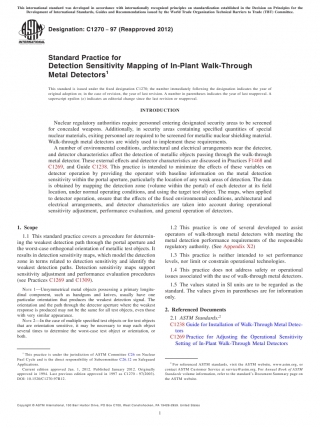 This international standard was developed in accordance with internationally recognized principles on standardization established in the Decision on Principles for the
Development of International Standards, Guides and Recommendations issued by the World Trade Organization Technical Barriers to Trade (TBT) Committee.
Designation: C1270 − 97 (Reapproved 2012)
INTERNATIONAL
Standard Practice for
Detection Sensitivity Mapping of In-Plant Walk-Through
Metal Detectors1
This standard is issued under the fixed designation C1270; the number immediately following the designation indicates the year of
original adoption or, in the case of revision, the year of last revision. A number in parentheses indicates the year of last reapproval. A
superscript epsilon (ε) indicates an editorial change since the last revision or reapproval.
INTRODUCTION
Nuclear regulatory authorities require personnel entering designated security areas to be screened
for concealed weapons. Additionally, in security areas containing specified quantities of special
nuclear materials, exiting personnel are required to be screened for metallic nuclear shielding material.
Walk-through metal detectors are widely used to implement these requirements.
A number of environmental conditions, architectural and electrical arrangements near the detector,
and detector characteristics affect the detection of metallic objects passing through the walk-through
metal detector. These external effects and detector characteristics are discussed in Practices F1468 and
C1269, and Guide C1238. This practice is intended to minimize the effects of these variables on
detector operation by providing the operator with baseline information on the metal detection
sensitivity within the portal aperture, particularly the location of any weak areas of detection. The data
is obtained by mapping the detection zone (volume within the portal) of each detector at its field
location, under normal operating conditions, and using the target test object. The maps, when applied
to detector operation, ensure that the effects of the fixed environmental conditions, architectural and
electrical arrangements, and detector characteristics are taken into account during operational
sensitivity adjustment, performance evaluation, and general operation of detectors.
1. Scope
1.1 This standard practice covers a procedure for determin-
ing the weakest detection path through the portal aperture and
the worst-case orthogonal orientation of metallic test objects. It
results in detection sensitivity maps, which model the detection
zone in terms related to detection sensitivity and identify the
weakest detection paths. Detection sensitivity maps support
sensitivity adjustment and performance evaluation procedures
(see Practices C1269 and C1309).
NOTE 1—Unsymmetrical metal objects possessing a primary longitu-
dinal component, such as handguns and knives, usually have one
particular orientation that produces the weakest detection signal. The
orientation and the path through the detector aperture where the weakest
response is produced may not be the same for all test objects, even those
with very similar appearance.
NOTE 2—In the case of multiple specified test objects or for test objects
that are orientation sensitive, it may be necessary to map each object
several times to determine the worst-case test object or orientation, or
both.
1 This practice is under the jurisdiction of ASTM Committee C26 on Nuclear
Fuel Cycle and is the direct responsibility of Subcommittee C26.12 on Safeguard
Applications.
Current edition approved Jan. 1, 2012. Published January 2012. Originally
approved in 1994. Last previous edition approved in 1997 as C1270 – 97(2003).
DOI: 10.1520/C1270-97R12.
1.2 This practice is one of several developed to assist
operators of walk-through metal detectors with meeting the
metal detection performance requirements of the responsible
regulatory authority. (See Appendix X2)
1.3 This practice is neither intended to set performance
levels, nor limit or constrain operational technologies.
1.4 This practice does not address safety or operational
issues associated with the use of walk-through metal detectors.
1.5 The values stated in SI units are to be regarded as the
standard. The values given in parentheses are for information
only.
2. Referenced Documents
2.1 ASTM Standards:2
C1238 Guide for Installation of Walk-Through Metal Detec-
tors
C1269 Practice for Adjusting the Operational Sensitivity
Setting of In-Plant Walk-Through Metal Detectors
2 For referenced ASTM standards, visit the ASTM website, www.astm.org, or
contact ASTM Customer Service at service@astm.org. For Annual Book of ASTM
Standards volume information, refer to the standard's Document Summary page on
the ASTM website.
Copyright © ASTM International, 100 Barr Harbor Drive, PO Box C700, West Conshohocken, PA 19428-2959. United States
1